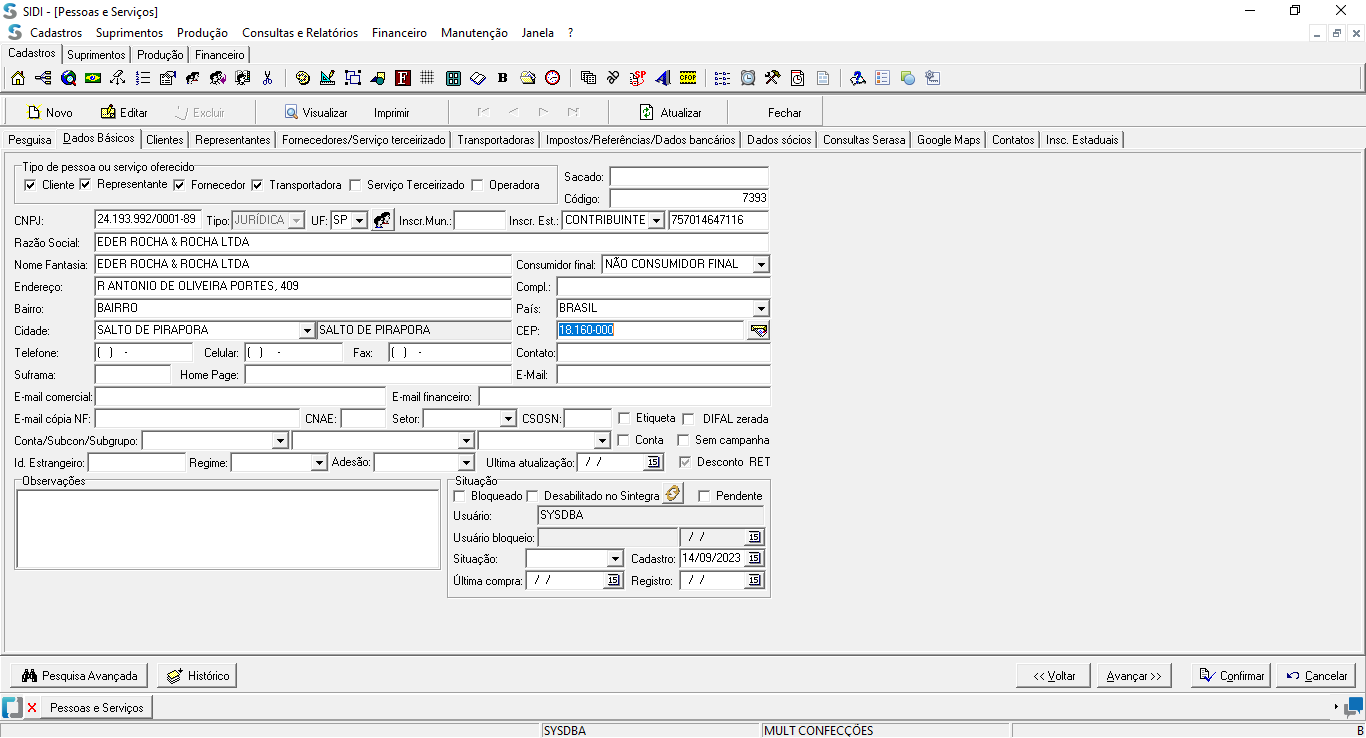 SIDI - [Pessoas e Serviços]
Cadastros Suprimentos Produção Consultas e Relatórios Financeiro Manutenção Janela ?
Cadastros Suprimentos Produção Financeiro
Novo Editar Excluir Visualizar Imprimir Atualizar Fechar
Pesquisa Dados Básicos Clientes Representantes Fornecedores/Serviço terceirizado Transportadoras Impostos/Referências/Dados bancários Dados sócios Consultas Serasa Google Maps Contatos Insc. Estaduais
Tipo de pessoa ou serviço oferecido
Cliente Representante Fornecedor Transportadora Serviço Terceirizado Operadora
Sacado:
Código: 7393
CNPJ: 24.193.992/0001-89 Tipo: JURÍDICA UF: SP Inscr.Mun.: Inscr. Est.: CONTRIBUINTE 757014647116
Razão Social: EDER ROCHA & ROCHA LTDA
Nome Fantasia: EDER ROCHA & ROCHA LTDA Consumidor final: NÃO CONSUMIDOR FINAL
Endereço: R ANTONIO DE OLIVEIRA PORTES, 409 Compl.:
Bairro: BAIRRO País: BRASIL
Cidade: SALTO DE PIRAPORA SALTO DE PIRAPORA CEP: 18.160-000
Telefone: ( ) - Celular: ( ) - Fax: ( ) - Contato:
Suframa: Home Page: E-Mail:
E-mail comercial: E-mail financeiro:
E-mail cópia NF: CNAE: Setor: CSOSN: Etiqueta DIFAL zerada
Conta/Subcon/Subgrupo: Conta Sem campanha
Id. Estrangeiro: Regime: Adesão: Ultima atualização: / / 15 Desconto RET
Observações
Situação
Bloqueado Desabilitado no Sintegra Pendente
Usuário: SYSDBA
Usuário bloqueio: / / 15
Situação: Cadastro: 14/09/2023 15
Última compra: / / 15 Registro: / / 15
Pesquisa Avançada Histórico << Voltar Avançar >> Confirmar Cancelar
Pessoas e Serviços
SYSDBA MULT CONFECÇÕES B